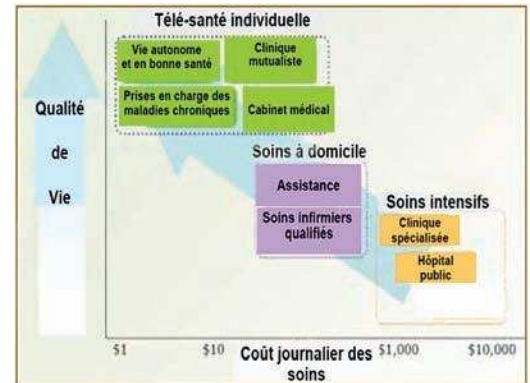 Télé-santé individuelle
Vie autonome
et en bonne santé
Clinique
mutualiste
Prises en charge des
maladies chroniques
Cabinet médical
Qualité
de
Vie
Soins à domicile
Assistance
Soins infirmiers
qualifiés
Soins intensifs
Clinique
spécialisée
Hôpital
public
$1
$10
$1,000
$10,000
Coût journalier des
soins